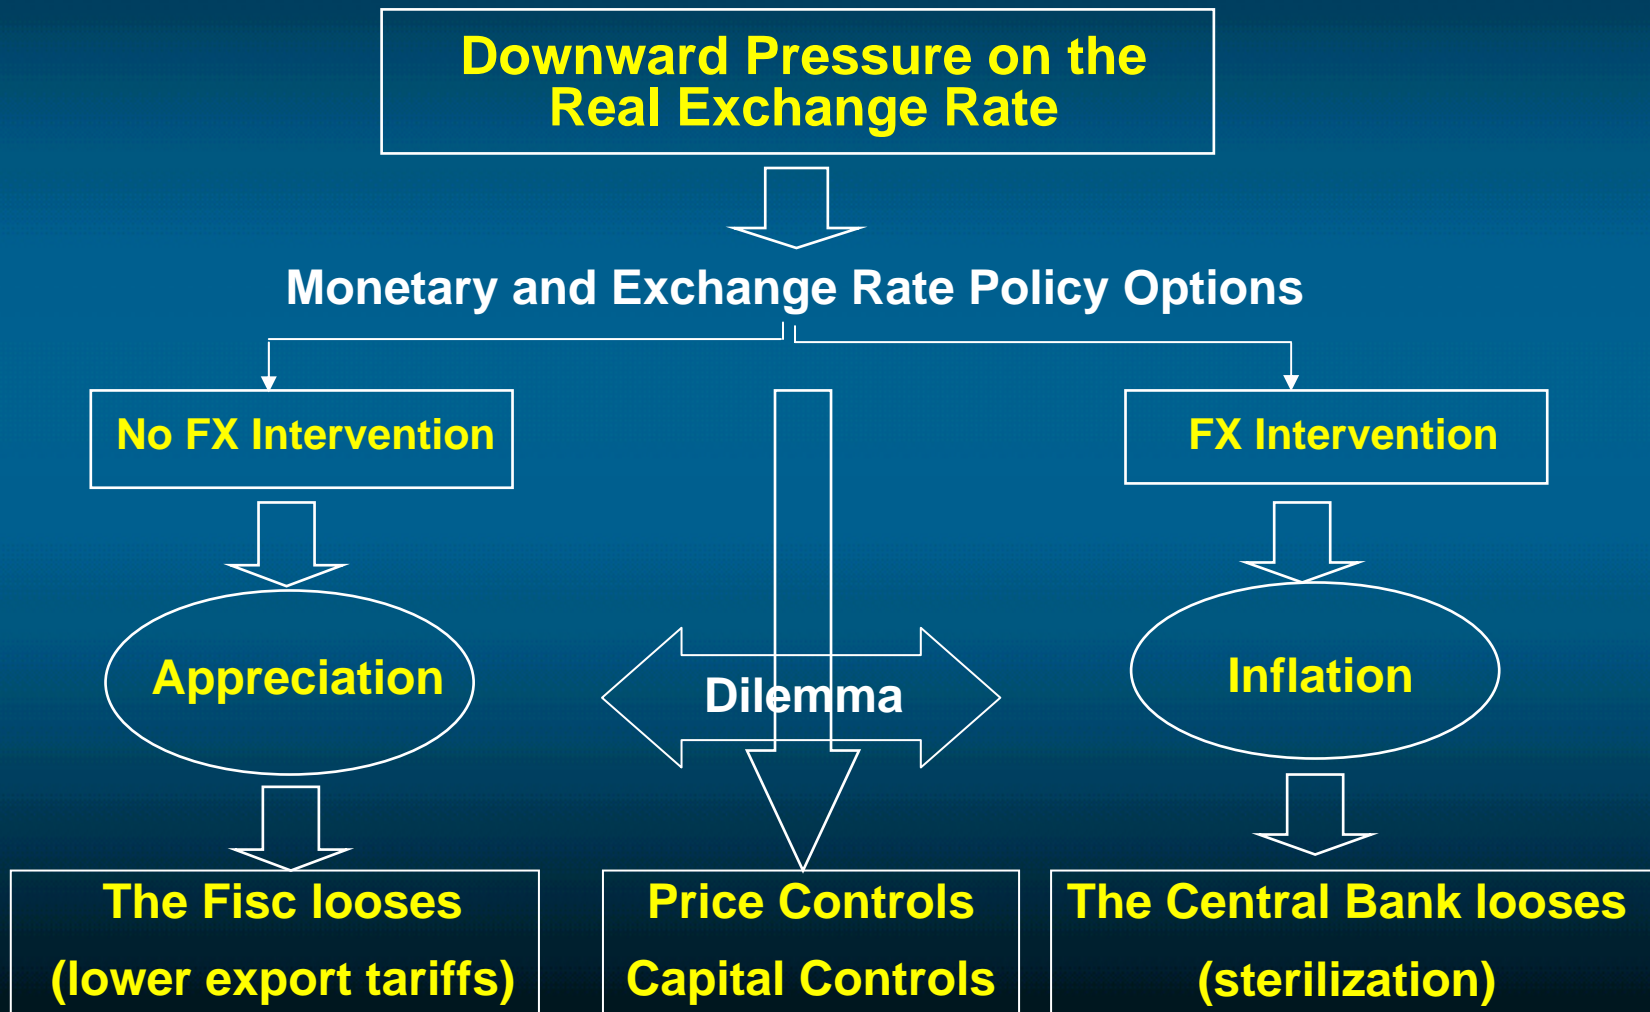 Downward Pressure on the
Real Exchange Rate
Monetary and Exchange Rate Policy Options
No FX Intervention
FX Intervention
Appreciation
Dilemma
Inflation
The Fisc looses
(lower export tariffs)
Price Controls
Capital Controls
The Central Bank looses
(sterilization)